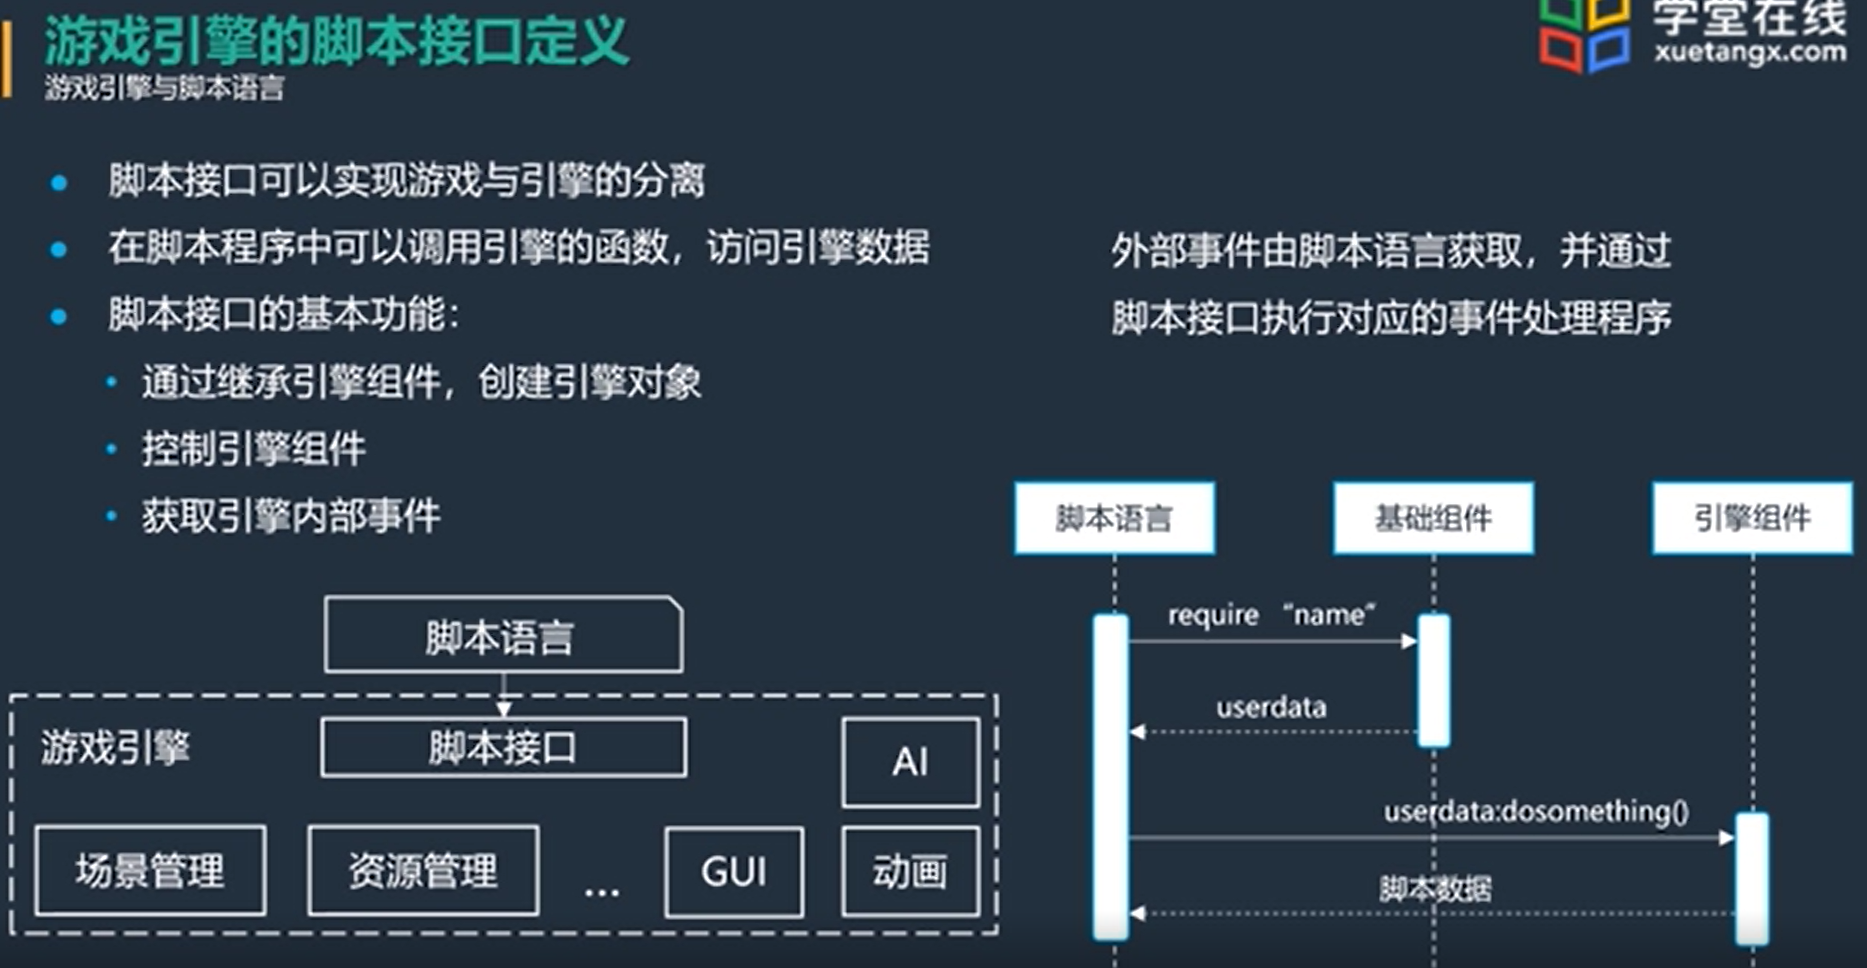 游戏引擎的脚本接口定义
游戏引擎与脚本语言
学堂在线
xuetangx.com
脚本接口可以实现游戏与引擎的分离
在脚本程序中可以调用引擎的函数，访问引擎数据
脚本接口的基本功能：
通过继承引擎组件，创建引擎对象
控制引擎组件
获取引擎内部事件
外部事件由脚本语言获取，并通过
脚本接口执行对应的事件处理程序
脚本语言
游戏引擎
脚本接口
AI
场景管理
资源管理
...
GUI
动画
脚本语言
基础组件
引擎组件
require “name”
userdata
userdata:dosomething()
脚本数据